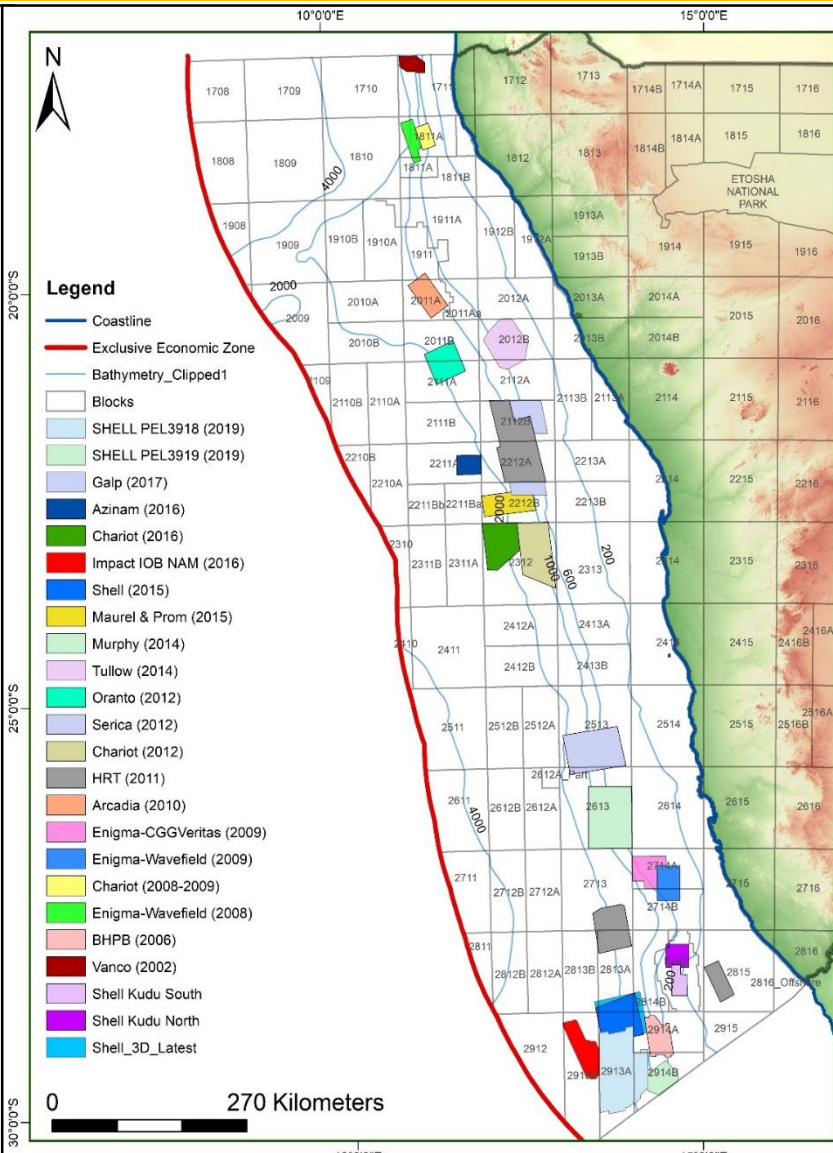 10°0'0"E 15°0'0"E
N
1708 1709 1710 1711 1712 1713 1714B 1714A 1715 1716
1808 1809 1810 1811A 1812 1813 1814B 1814A 1815 1816
1811A 1811B
4000
ETOSHA
NATIONAL
PARK
1908 1909 1910B 1910A 1911A 1911 1912B 1912A 1913A 1913B 1914 1915 1916
20°0'0"S
2000
2009 2010A 2011A 2011Aa 2012A 2013A 2014A 2015 2016
2010B 2011B 2012B 2013B 2014B
2109 2110B 2110A 2111A 2112A 2113B 2113A 2114 2115 2116
2111B 2112B
2210B 2210A 2211A 2212A 2213A 2214 2215 2216
2211Bb 2211Ba 2212B 2213B
2000
2310 2311B 2311A 2312 2313 2314 2315 2316
1000 600 200
2410 2411 2412A 2413A 2414 2415 2416B 2416A
2412B 2413B
25°0'0"S
2511 2512B 2512A 2513 2514 2515 2516B 2516A
2612A_Part
2611 2612B 2612A 2613 2614 2615 2616
4000
2711 2712B 2712A 2713 2714A 2714B 2715 2716
2811 2812B 2812A 2813B 2813A 2814B 2815 2816
200
2816_Offshore
2912 2913A 2914A 2914B 2915
30°0'0"S
Legend
Coastline
Exclusive Economic Zone
Bathymetry_Clipped1
Blocks
SHELL PEL3918 (2019)
SHELL PEL3919 (2019)
Galp (2017)
Azinam (2016)
Chariot (2016)
Impact IOB NAM (2016)
Shell (2015)
Maurel & Prom (2015)
Murphy (2014)
Tullow (2014)
Oranto (2012)
Serica (2012)
Chariot (2012)
HRT (2011)
Arcadia (2010)
Enigma-CGGVeritas (2009)
Enigma-Wavefield (2009)
Chariot (2008-2009)
Enigma-Wavefield (2008)
BHPB (2006)
Vanco (2002)
Shell Kudu South
Shell Kudu North
Shell_3D_Latest
0 270 Kilometers